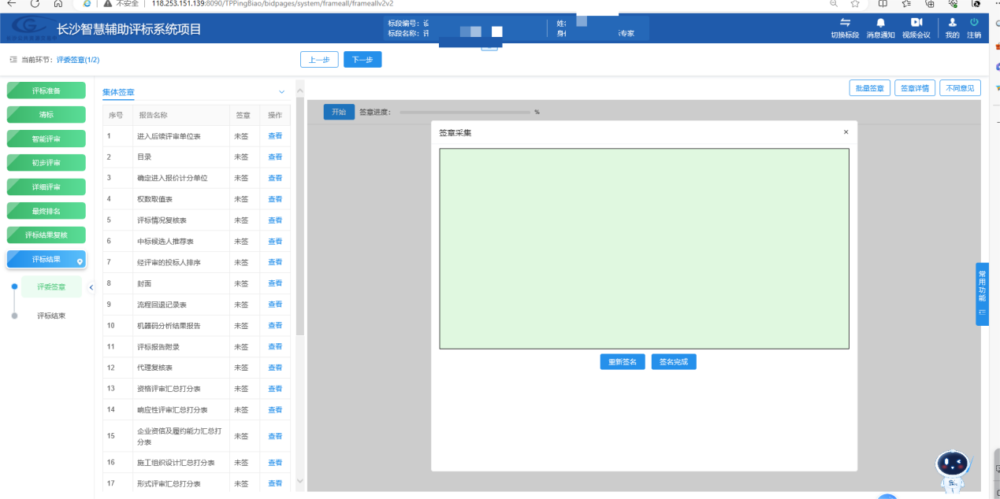 不安全 118.253.151.139:8090/TPPingBiao/bidpages/system/frameall/frameallv2v2
长沙智慧辅助评标系统项目
标段编号：
标段名称：
姓
身
专家
切换标段 消息通知 视频会议 我的 注销
当前环节：评委签章(1/2)
上一步 下一步
评标准备
清标
智能评审
初步评审
详细评审
最终排名
评标结果复核
评标结果
评委签章
评标结束
集体签章
序号 报告名称 签章 操作
1 进入后续评审单位表 未签 查看
2 目录 未签 查看
3 确定进入报价计分单位 未签 查看
4 权数取值表 未签 查看
5 评标情况复核表 未签 查看
6 中标候选人推荐表 未签 查看
7 经评审的投标人排序 未签 查看
8 封面 未签 查看
9 流程回退记录表 未签 查看
10 机器码分析结果报告 未签 查看
11 评标报告附录 未签 查看
12 代理复核表 未签 查看
13 资格评审汇总打分表 未签 查看
14 响应性评审汇总打分表 未签 查看
15 企业资信及履约能力汇总打
分表 未签 查看
16 施工组织设计汇总打分表 未签 查看
17 形式评审汇总打分表 未签 查看
批量签章 签章详情 不同意见
开始 签章进度： %
签章采集 ×
重新签名 签名完成
常用功能